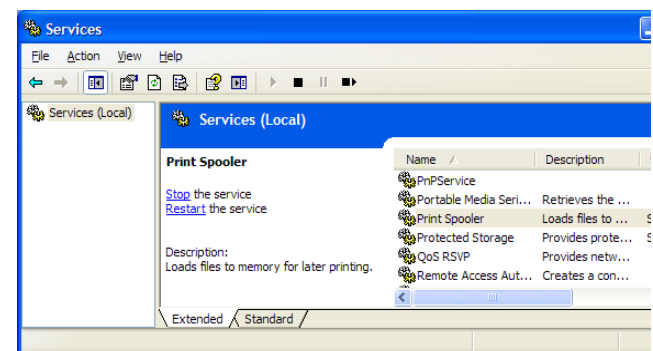 Services
File Action View Help
Services (Local)
Services (Local)
Print Spooler
Stop the service
Restart the service
Description:
Loads files to memory for later printing.
Name Description
PnPService
Portable Media Seri... Retrieves the ...
Print Spooler Loads files to ... S
Protected Storage Provides prote... S
QoS RSVP Provides netw...
Remote Access Aut... Creates a con...
Extended Standard